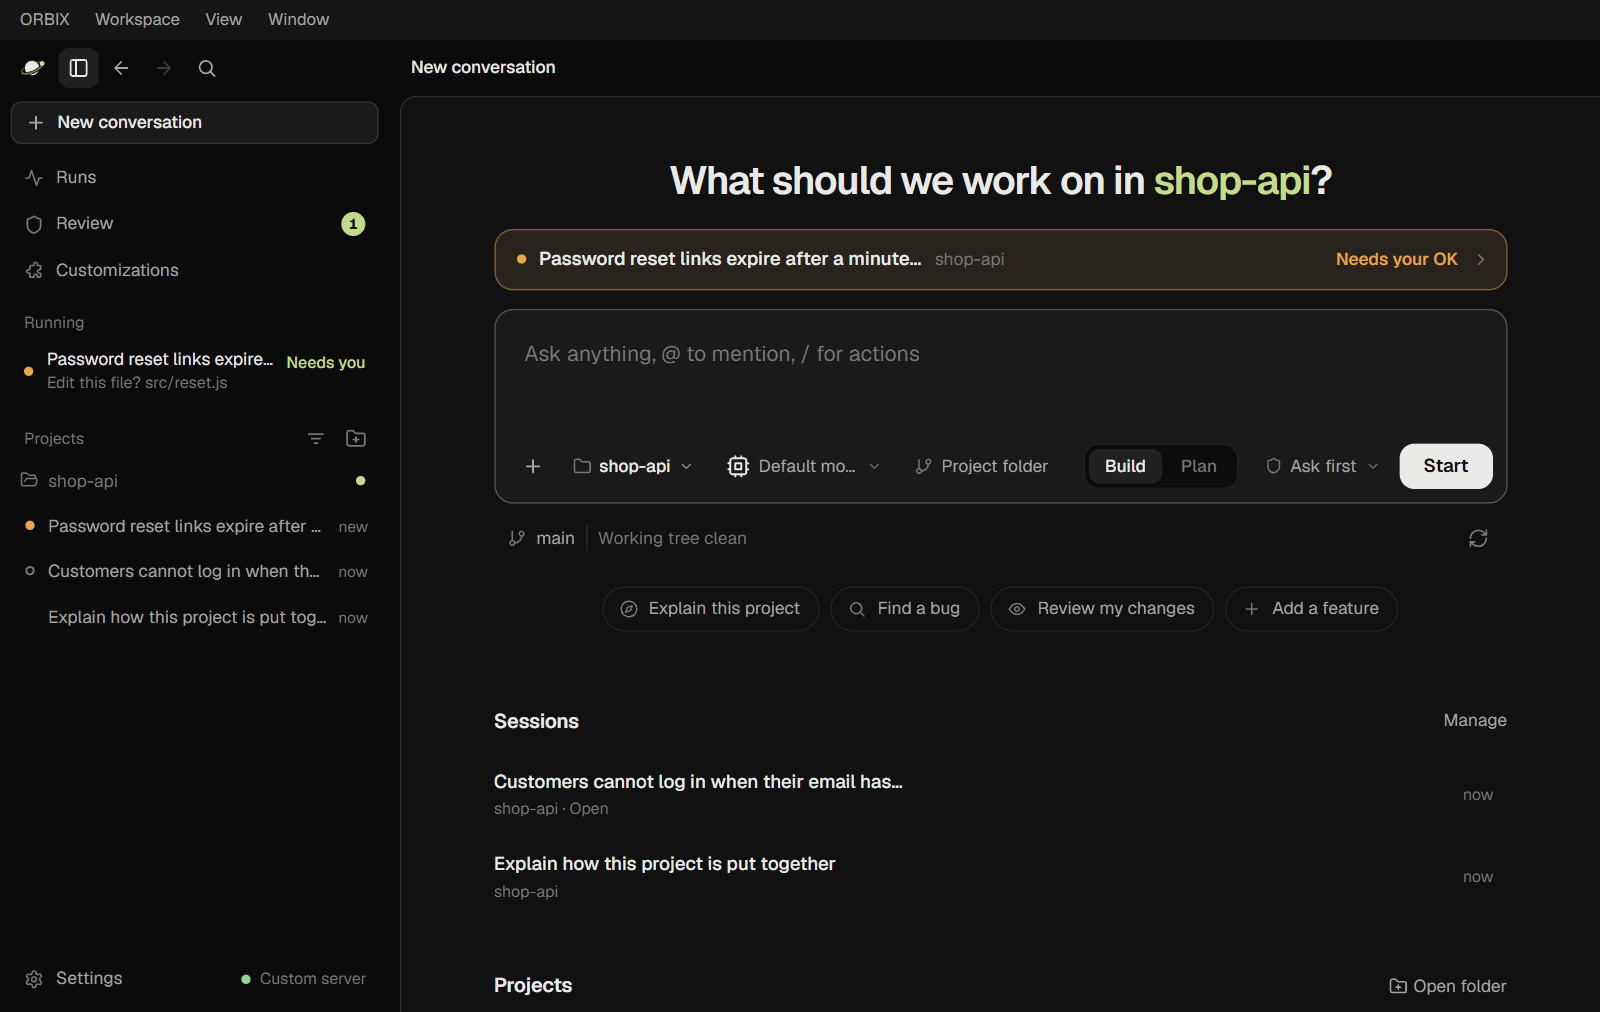 ORBIX Workspace View Window
New conversation
New conversation
Runs
Review 1
Customizations
Running
Password reset links expire... Needs you
Edit this file? src/reset.js
Projects
shop-api
Password reset links expire after ... new
Customers cannot log in when th... now
Explain how this project is put tog... now
Settings Custom server
What should we work on in shop-api?
Password reset links expire after a minute... shop-api Needs your OK
Ask anything, @ to mention, / for actions
shop-api Default mo... Project folder Build Plan Ask first Start
main Working tree clean
Explain this project Find a bug Review my changes Add a feature
Sessions Manage
Customers cannot log in when their email has...
shop-api · Open now
Explain how this project is put together
shop-api now
Projects Open folder